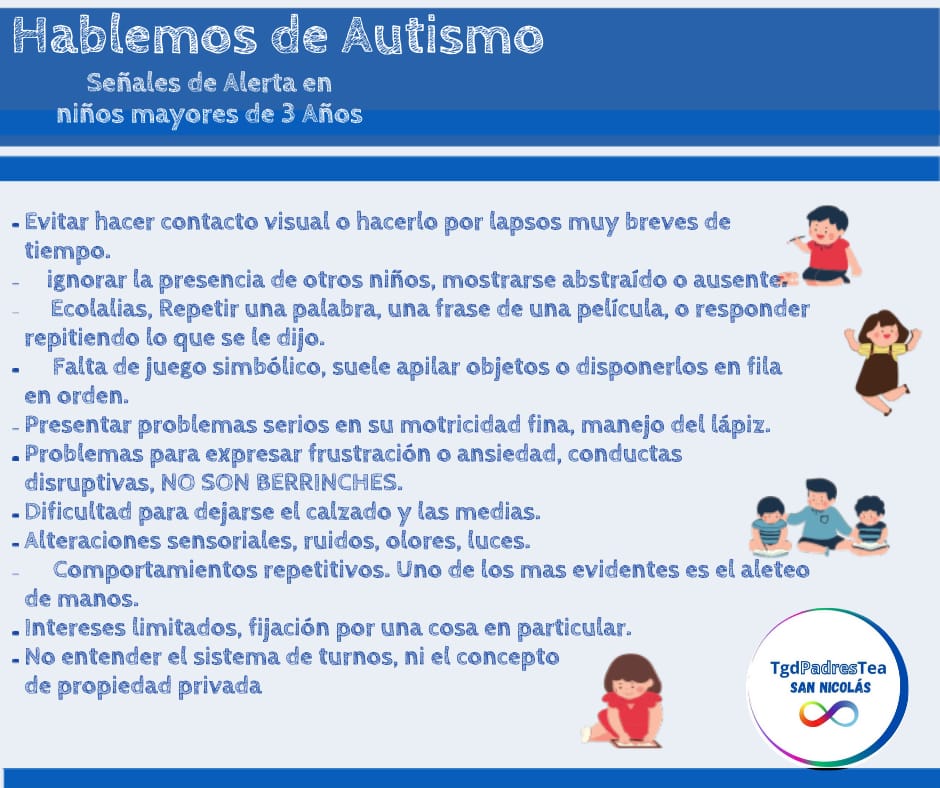 Hablemos de Autismo
Señales de Alerta en
niños mayores de 3 Años
- Evitar hacer contacto visual o hacerlo por lapsos muy breves de
tiempo.
- ignorar la presencia de otros niños, mostrarse abstraído o ausente.
- Ecolalias, Repetir una palabra, una frase de una película, o responder
repitiendo lo que se le dijo.
- Falta de juego simbólico, suele apilar objetos o disponerlos en fila
en orden.
- Presentar problemas serios en su motricidad fina, manejo del lápiz.
- Problemas para expresar frustración o ansiedad, conductas
disruptivas, NO SON BERRINCHES.
- Dificultad para dejarse el calzado y las medias.
- Alteraciones sensoriales, ruidos, olores, luces.
- Comportamientos repetitivos. Uno de los mas evidentes es el aleteo
de manos.
- Intereses limitados, fijación por una cosa en particular.
- No entender el sistema de turnos, ni el concepto
de propiedad privada
TgdPadresTea
SAN NICOLÁS